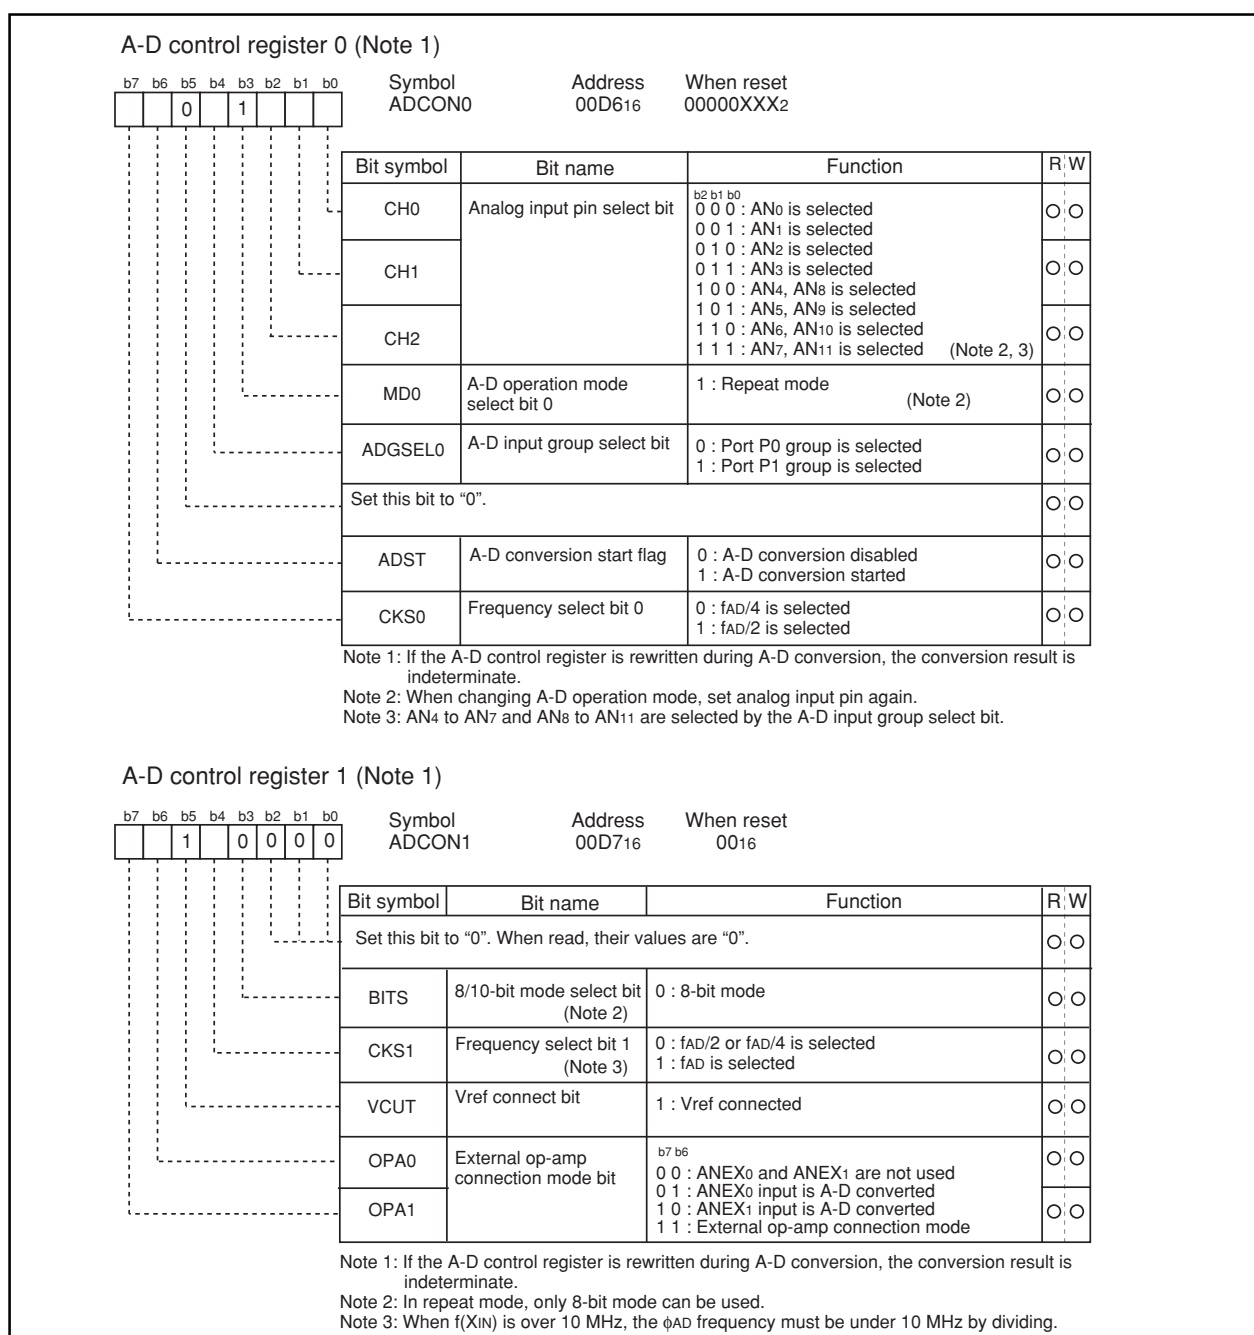 A-D control register 0 (Note 1)
b7 b6 b5 b4 b3 b2 b1 b0
Symbol Address When reset
0 1
ADCON0 00D616 00000XXX2
Bit symbol Bit name Function R W
CH0 Analog input pin select bit
b2 b1 b0
0 0 0 : AN0 is selected
0 0 1 : AN1 is selected
0 1 0 : AN2 is selected
CH1
0 1 1 : AN3 is selected
1 0 0 : AN4, AN8 is selected
1 0 1 : AN5, AN9 is selected
CH2
1 1 0 : AN6, AN10 is selected
1 1 1 : AN7, AN11 is selected (Note 2, 3)
MD0
A-D operation mode
select bit 0
1 : Repeat mode
(Note 2)
ADGSEL0 A-D input group select bit
0 : Port P0 group is selected
1 : Port P1 group is selected
Set this bit to “0”.
ADST A-D conversion start flag
0 : A-D conversion disabled
1 : A-D conversion started
CKS0 Frequency select bit 0
0 : fAD/4 is selected
1 : fAD/2 is selected
Note 1: If the A-D control register is rewritten during A-D conversion, the conversion result is
indeterminate.
Note 2: When changing A-D operation mode, set analog input pin again.
Note 3: AN4 to AN7 and AN8 to AN11 are selected by the A-D input group select bit.
A-D control register 1 (Note 1)
b7 b6 b5 b4 b3 b2 b1 b0
Symbol Address When reset
1 0 0 0 0
ADCON1 00D716 0016
Bit symbol Bit name Function R W
Set this bit to “0”. When read, their values are “0”.
BITS
8/10-bit mode select bit
(Note 2)
0 : 8-bit mode
CKS1
Frequency select bit 1
(Note 3)
0 : fAD/2 or fAD/4 is selected
1 : fAD is selected
VCUT Vref connect bit 1 : Vref connected
OPA0
External op-amp
connection mode bit
b7 b6
0 0 : ANEX0 and ANEX1 are not used
0 1 : ANEX0 input is A-D converted
OPA1
1 0 : ANEX1 input is A-D converted
1 1 : External op-amp connection mode
Note 1: If the A-D control register is rewritten during A-D conversion, the conversion result is
indeterminate.
Note 2: In repeat mode, only 8-bit mode can be used.
Note 3: When f(XIN) is over 10 MHz, the ϕAD frequency must be under 10 MHz by dividing.